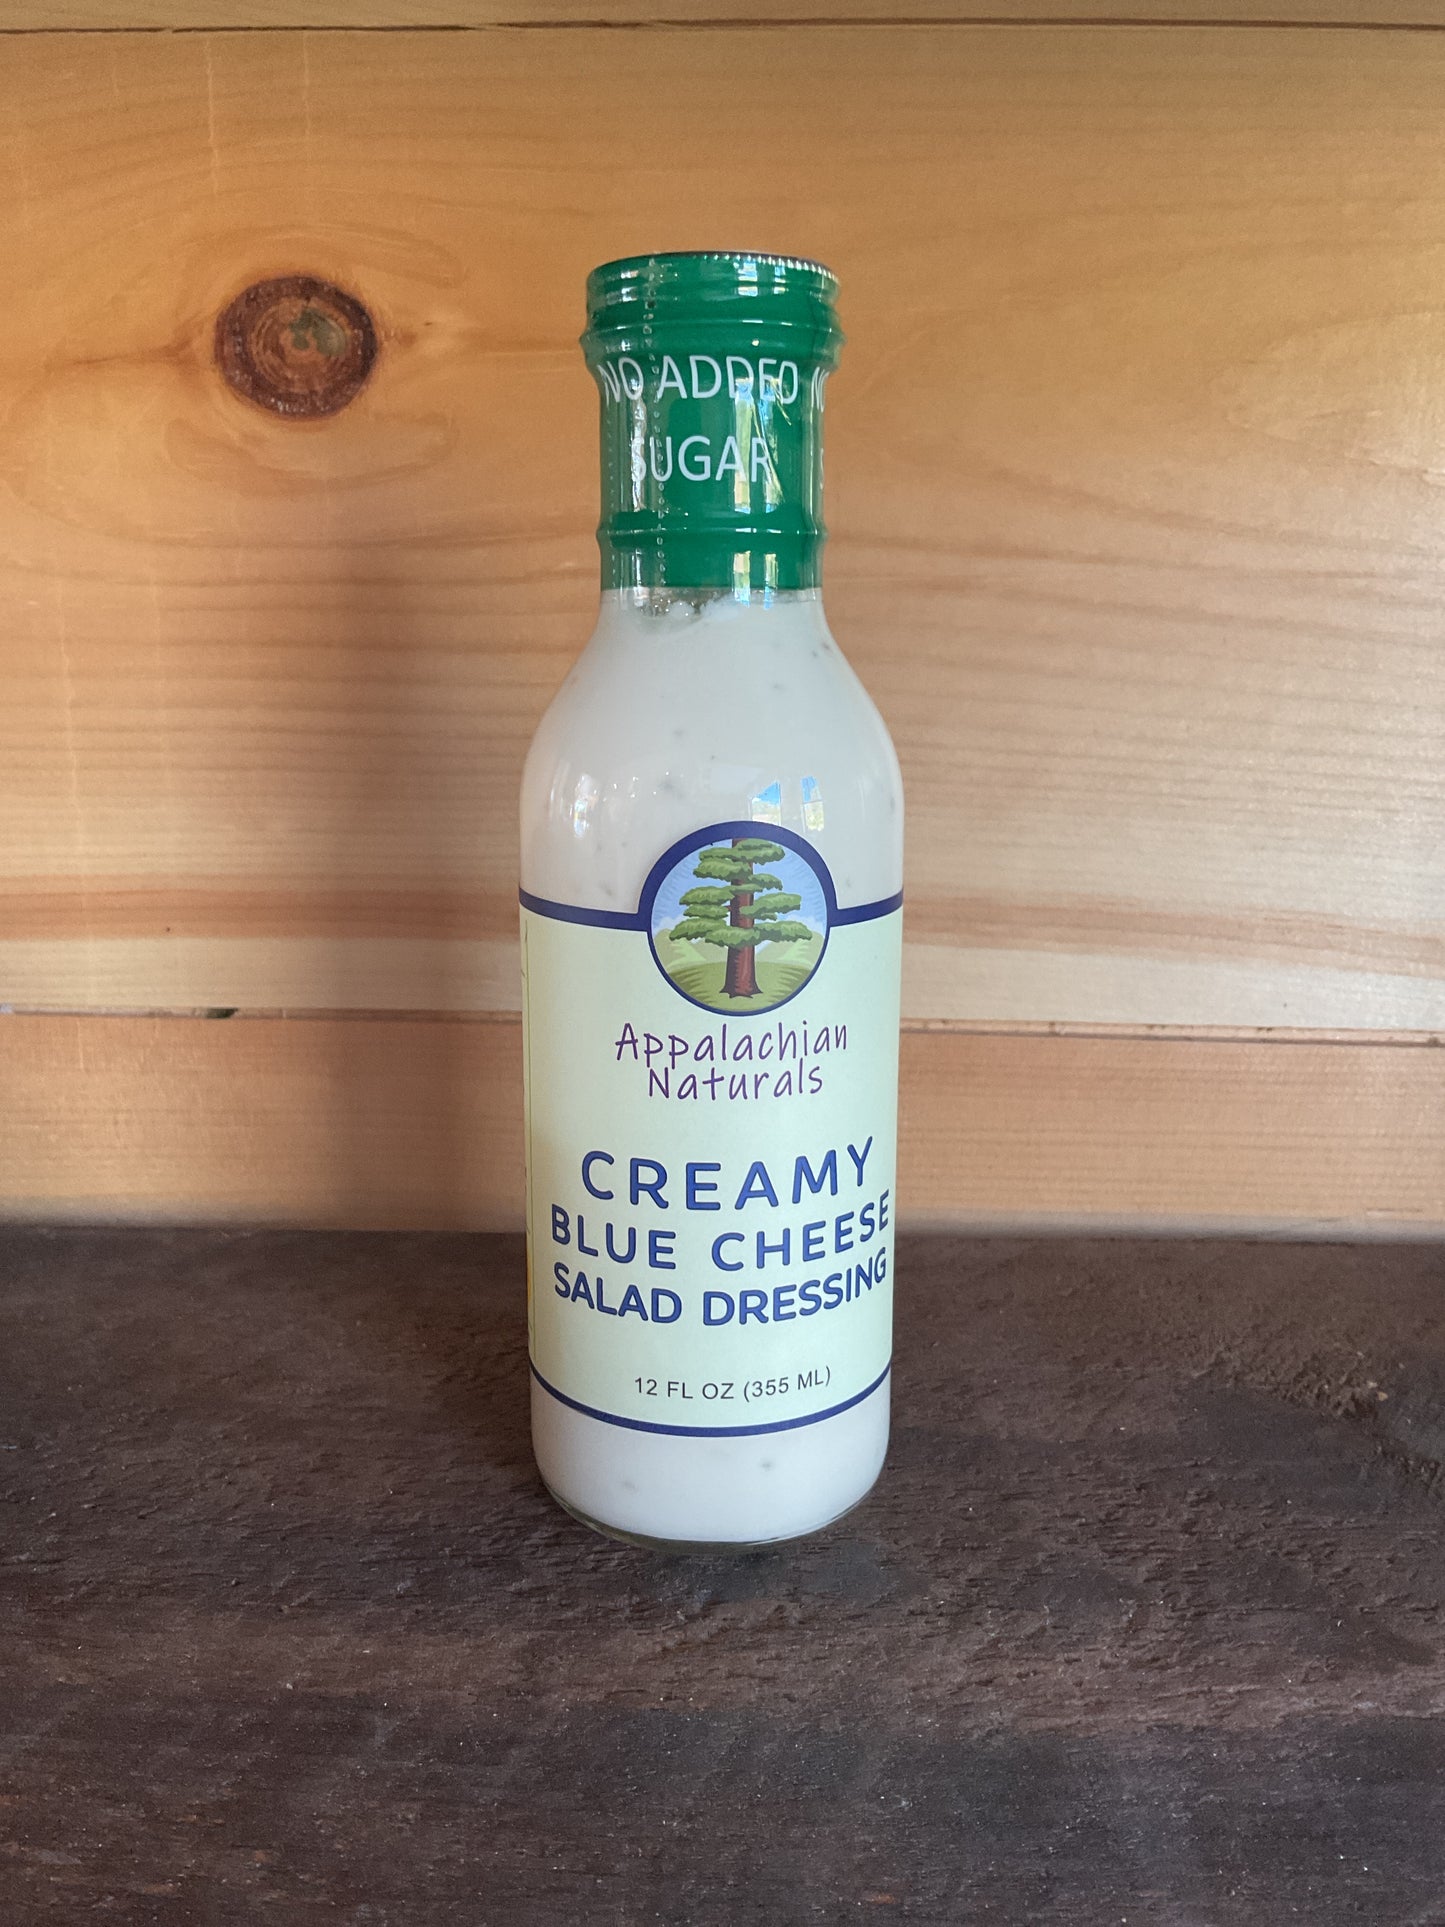 NO ADDED
SUGAR
Appalachian
Naturals
CREAMY
BLUE CHEESE
SALAD DRESSING
12 FL OZ (355 ML)